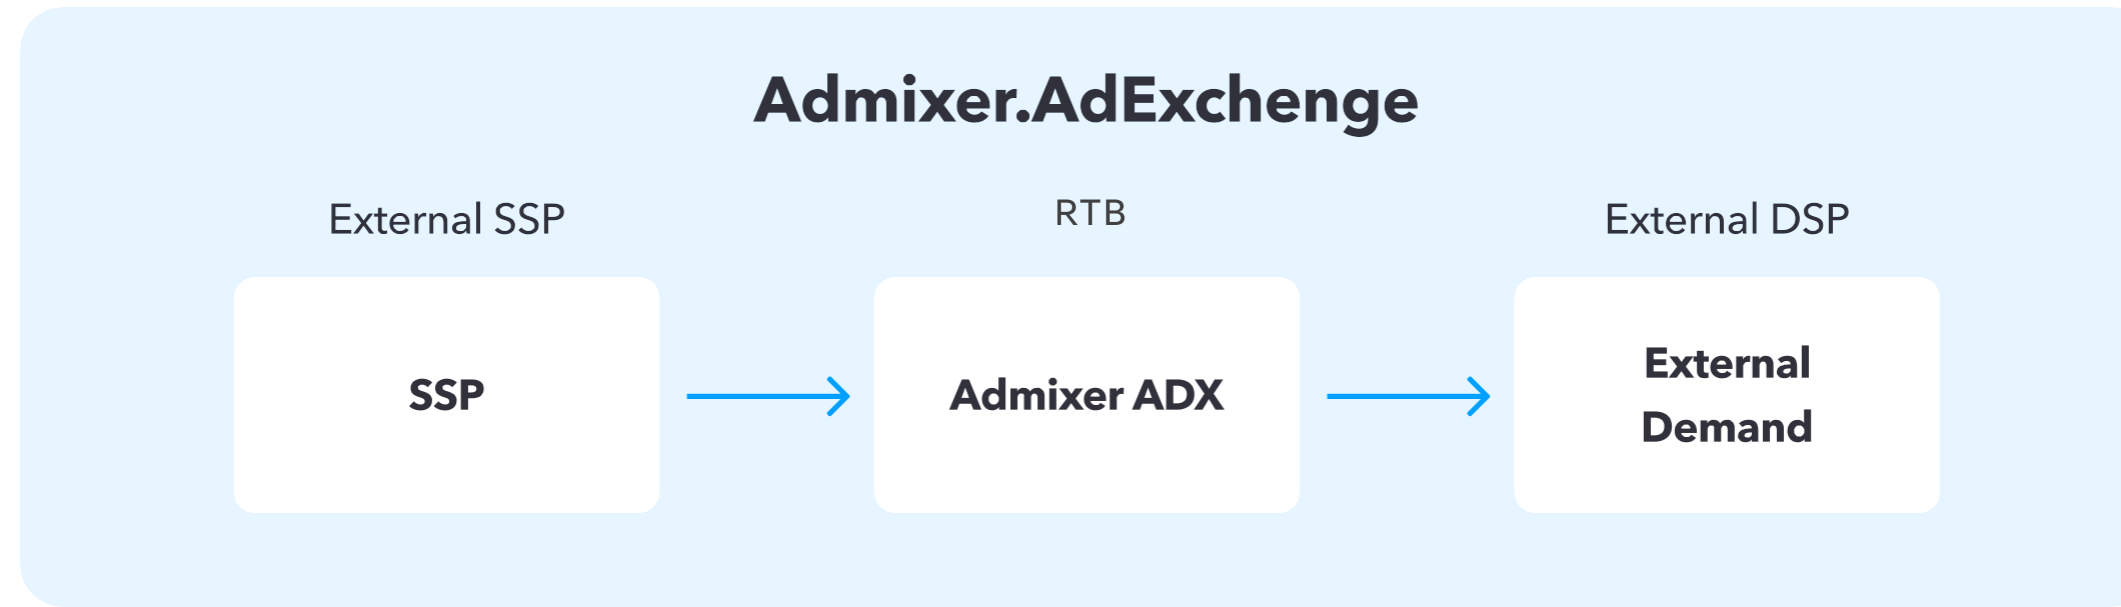 Admixer.AdExchenge
External SSP
RTB
External DSP
SSP
Admixer ADX
External
Demand